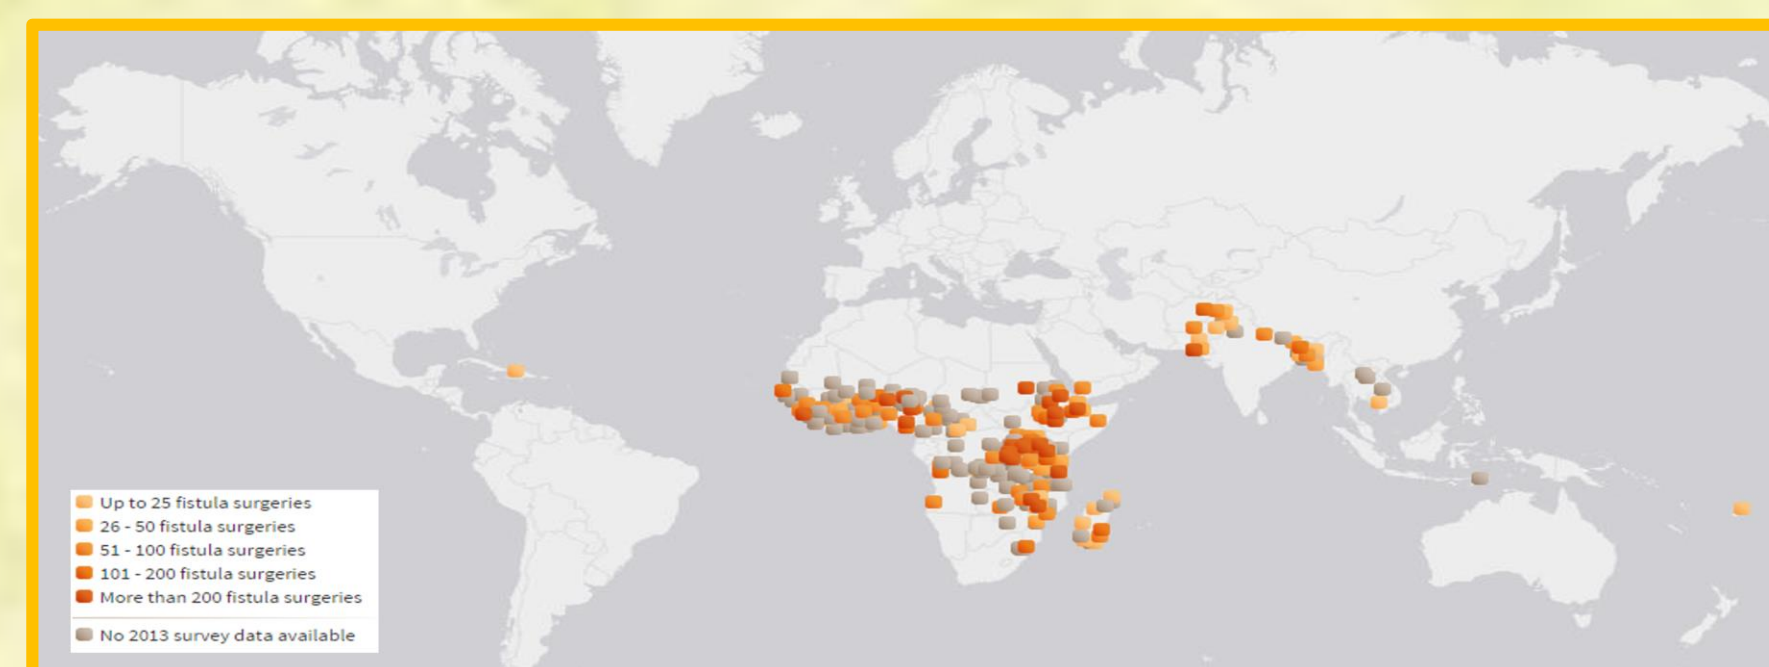 Up to 25 fistula surgeries
26 - 50 fistula surgeries
51 - 100 fistula surgeries
101 - 200 fistula surgeries
More than 200 fistula surgeries
No 2013 survey data available